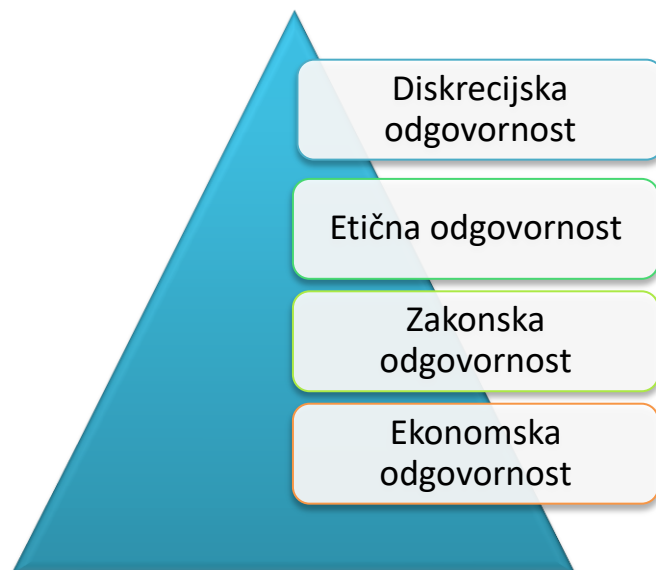 Diskrecijska
odgovornost
Etična odgovornost
Zakonska
odgovornost
Ekonomska
odgovornost